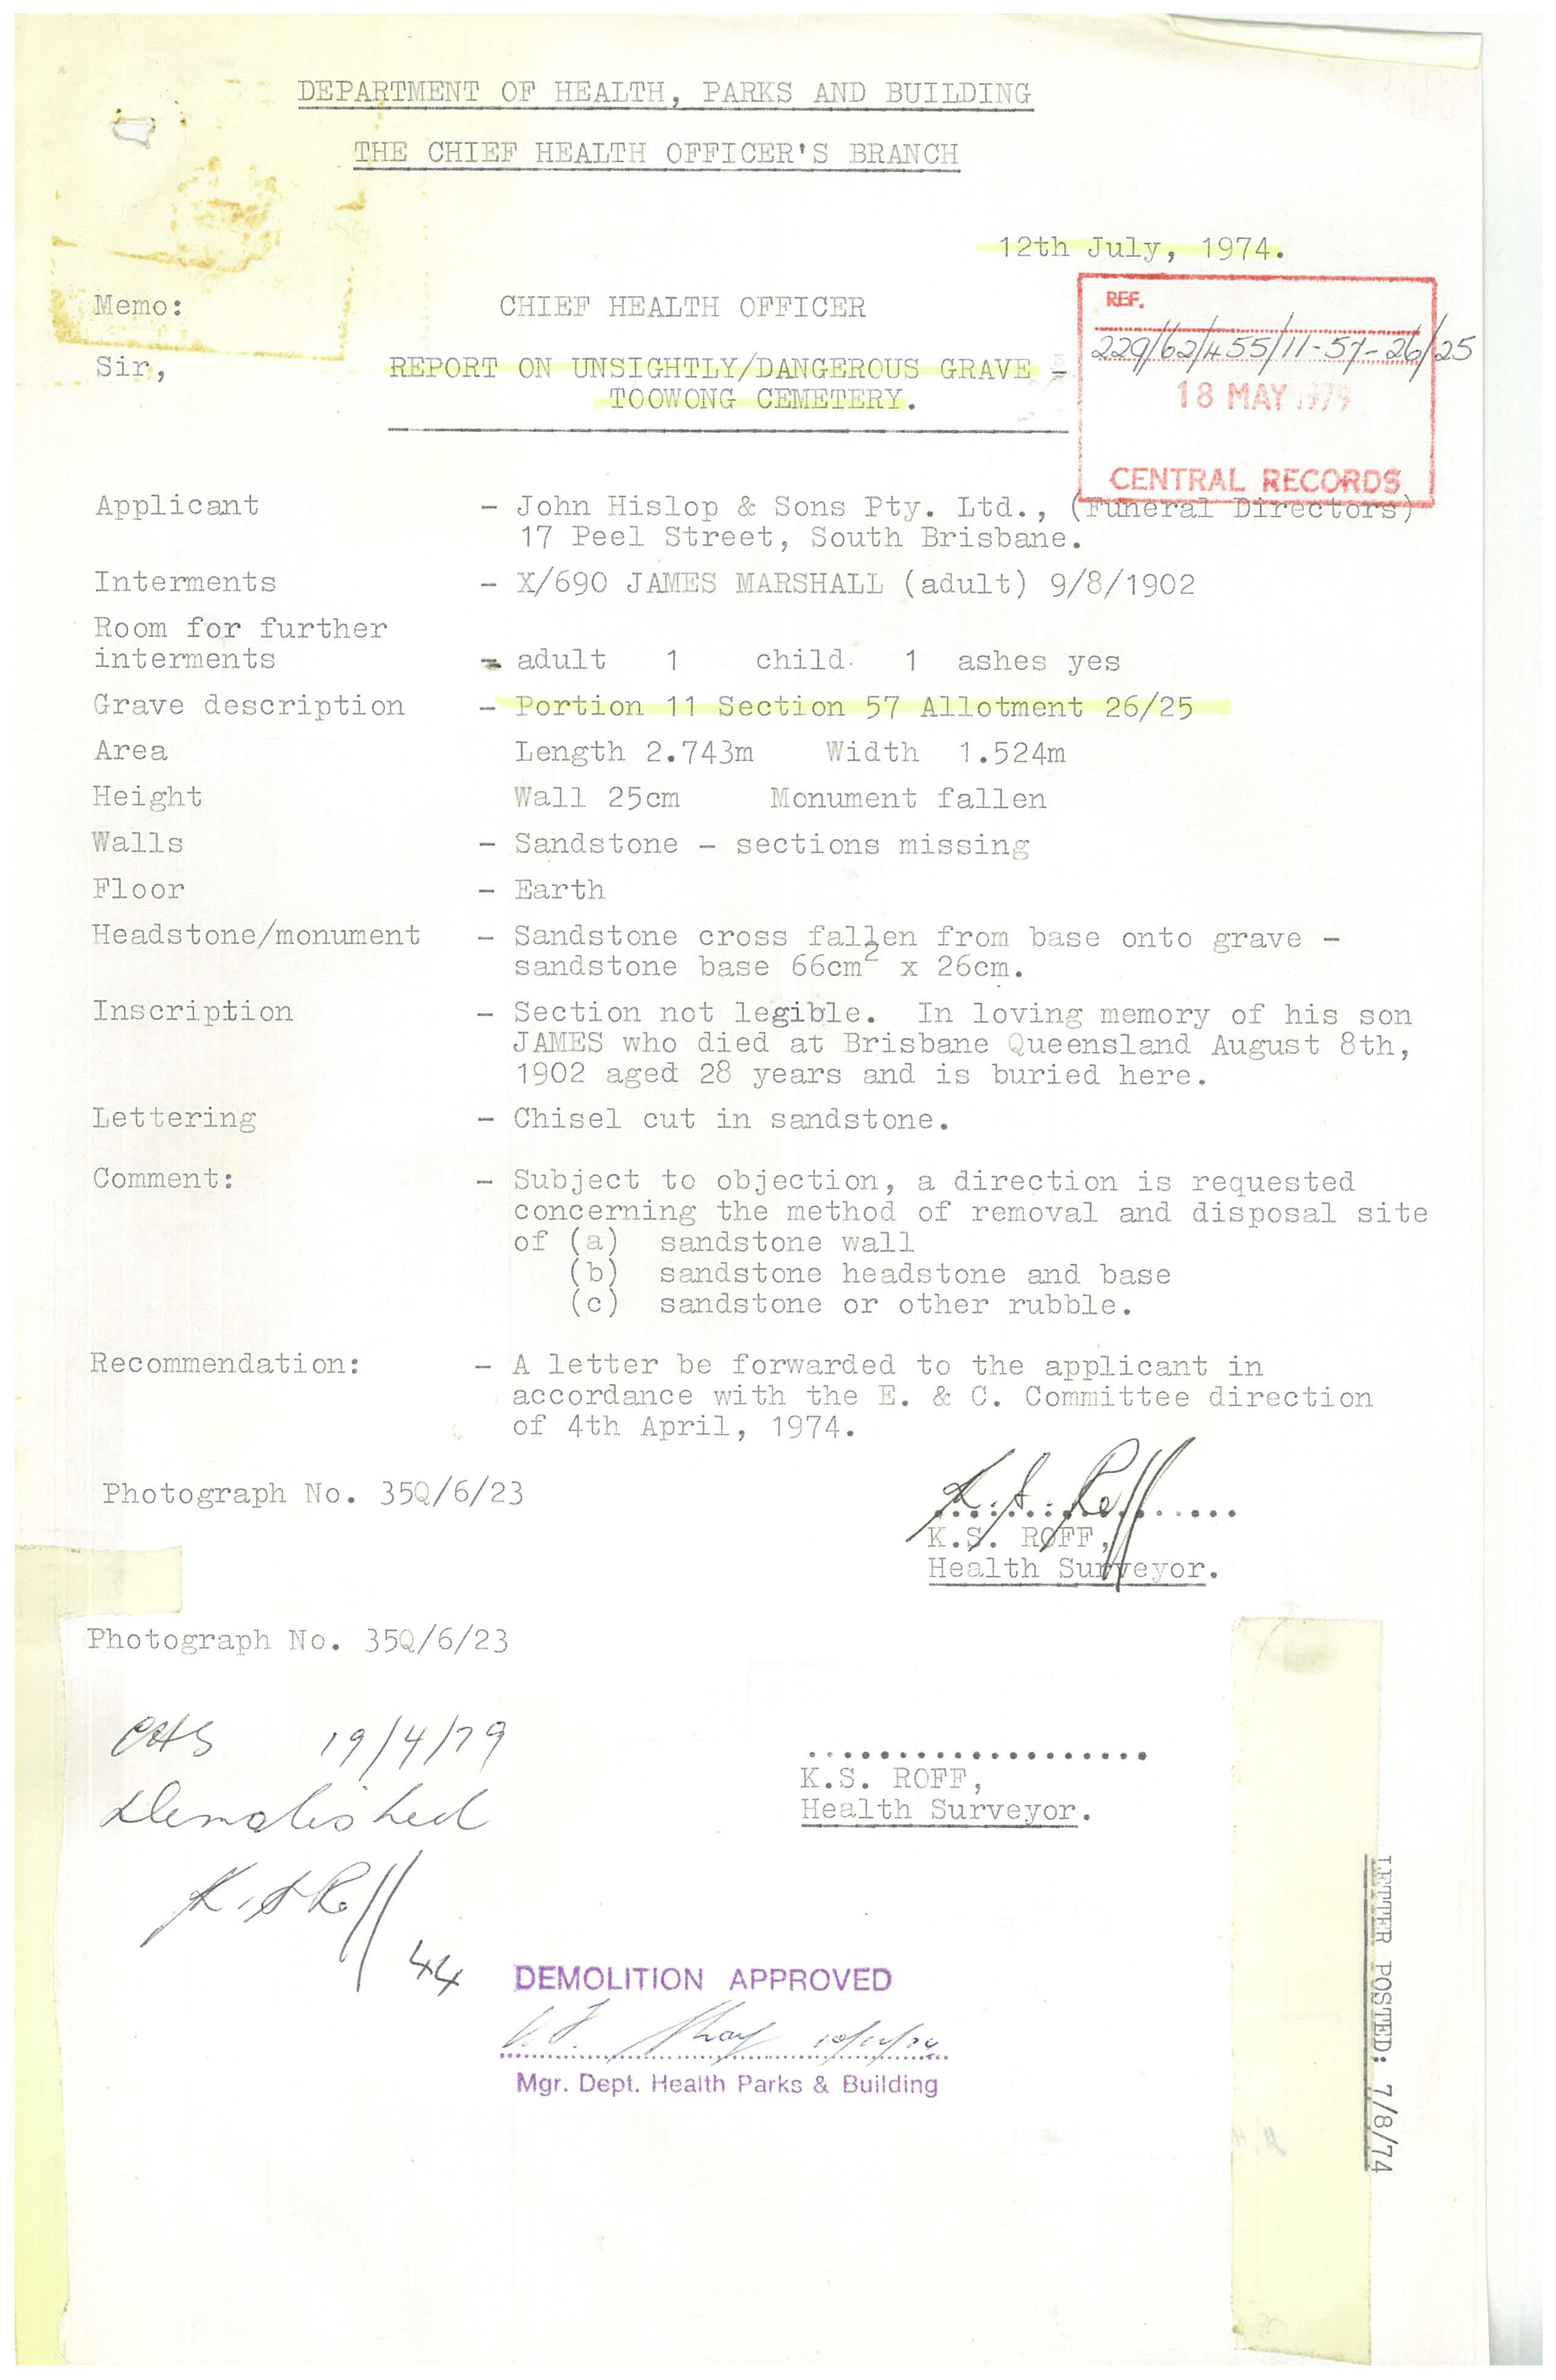 DEPARTMENT OF HEALTH, PARKS AND BUILDING
THE CHIEF HEALTH OFFICER'S BRANCH
12th July, 1974.
Memo: CHIEF HEALTH OFFICER
REF.
229/62/455/11-57-26/25
18 MAY 1979
CENTRAL RECORDS
Sir, REPORT ON UNSIGHTLY/DANGEROUS GRAVE -
TOOWONG CEMETERY.
Applicant - John Hislop & Sons Pty. Ltd., (Funeral Directors)
17 Peel Street, South Brisbane.
Interments - X/690 JAMES MARSHALL (adult) 9/8/1902
Room for further
interments - adult 1 child. 1 ashes yes
Grave description - Portion 11 Section 57 Allotment 26/25
Area Length 2.743m Width 1.524m
Height Wall 25cm Monument fallen
Walls - Sandstone - sections missing
Floor - Earth
Headstone/monument - Sandstone cross fallen from base onto grave -
sandstone base 66cm² x 26cm.
Inscription - Section not legible. In loving memory of his son
JAMES who died at Brisbane Queensland August 8th,
1902 aged 28 years and is buried here.
Lettering - Chisel cut in sandstone.
Comment: - Subject to objection, a direction is requested
concerning the method of removal and disposal site
of (a) sandstone wall
(b) sandstone headstone and base
(c) sandstone or other rubble.
Recommendation: - A letter be forwarded to the applicant in
accordance with the E. & C. Committee direction
of 4th April, 1974.
Photograph No. 35Q/6/23
K.S. Roff
K.S. ROFF,
Health Surveyor.
Photograph No. 35Q/6/23
19/4/79
Demolished
K.S. Roff
44
K.S. ROFF,
Health Surveyor.
DEMOLITION APPROVED
Mgr. Dept. Health Parks & Building
LETTER POSTED: 7/8/74